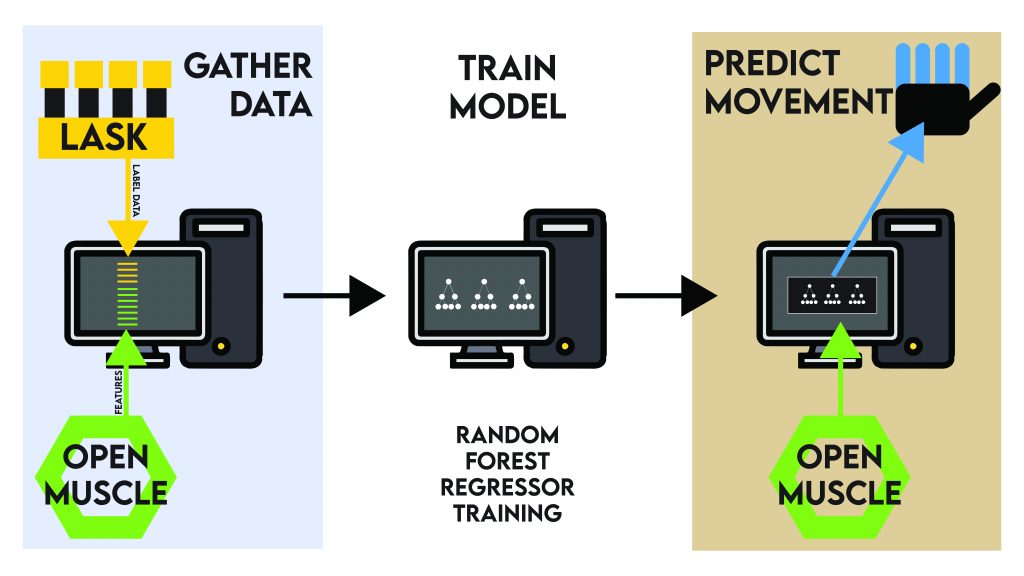 GATHER
DATA
LASK
LABEL DATA
FEATURES
OPEN
MUSCLE
TRAIN
MODEL
RANDOM
FOREST
REGRESSOR
TRAINING
PREDICT
MOVEMENT
OPEN
MUSCLE